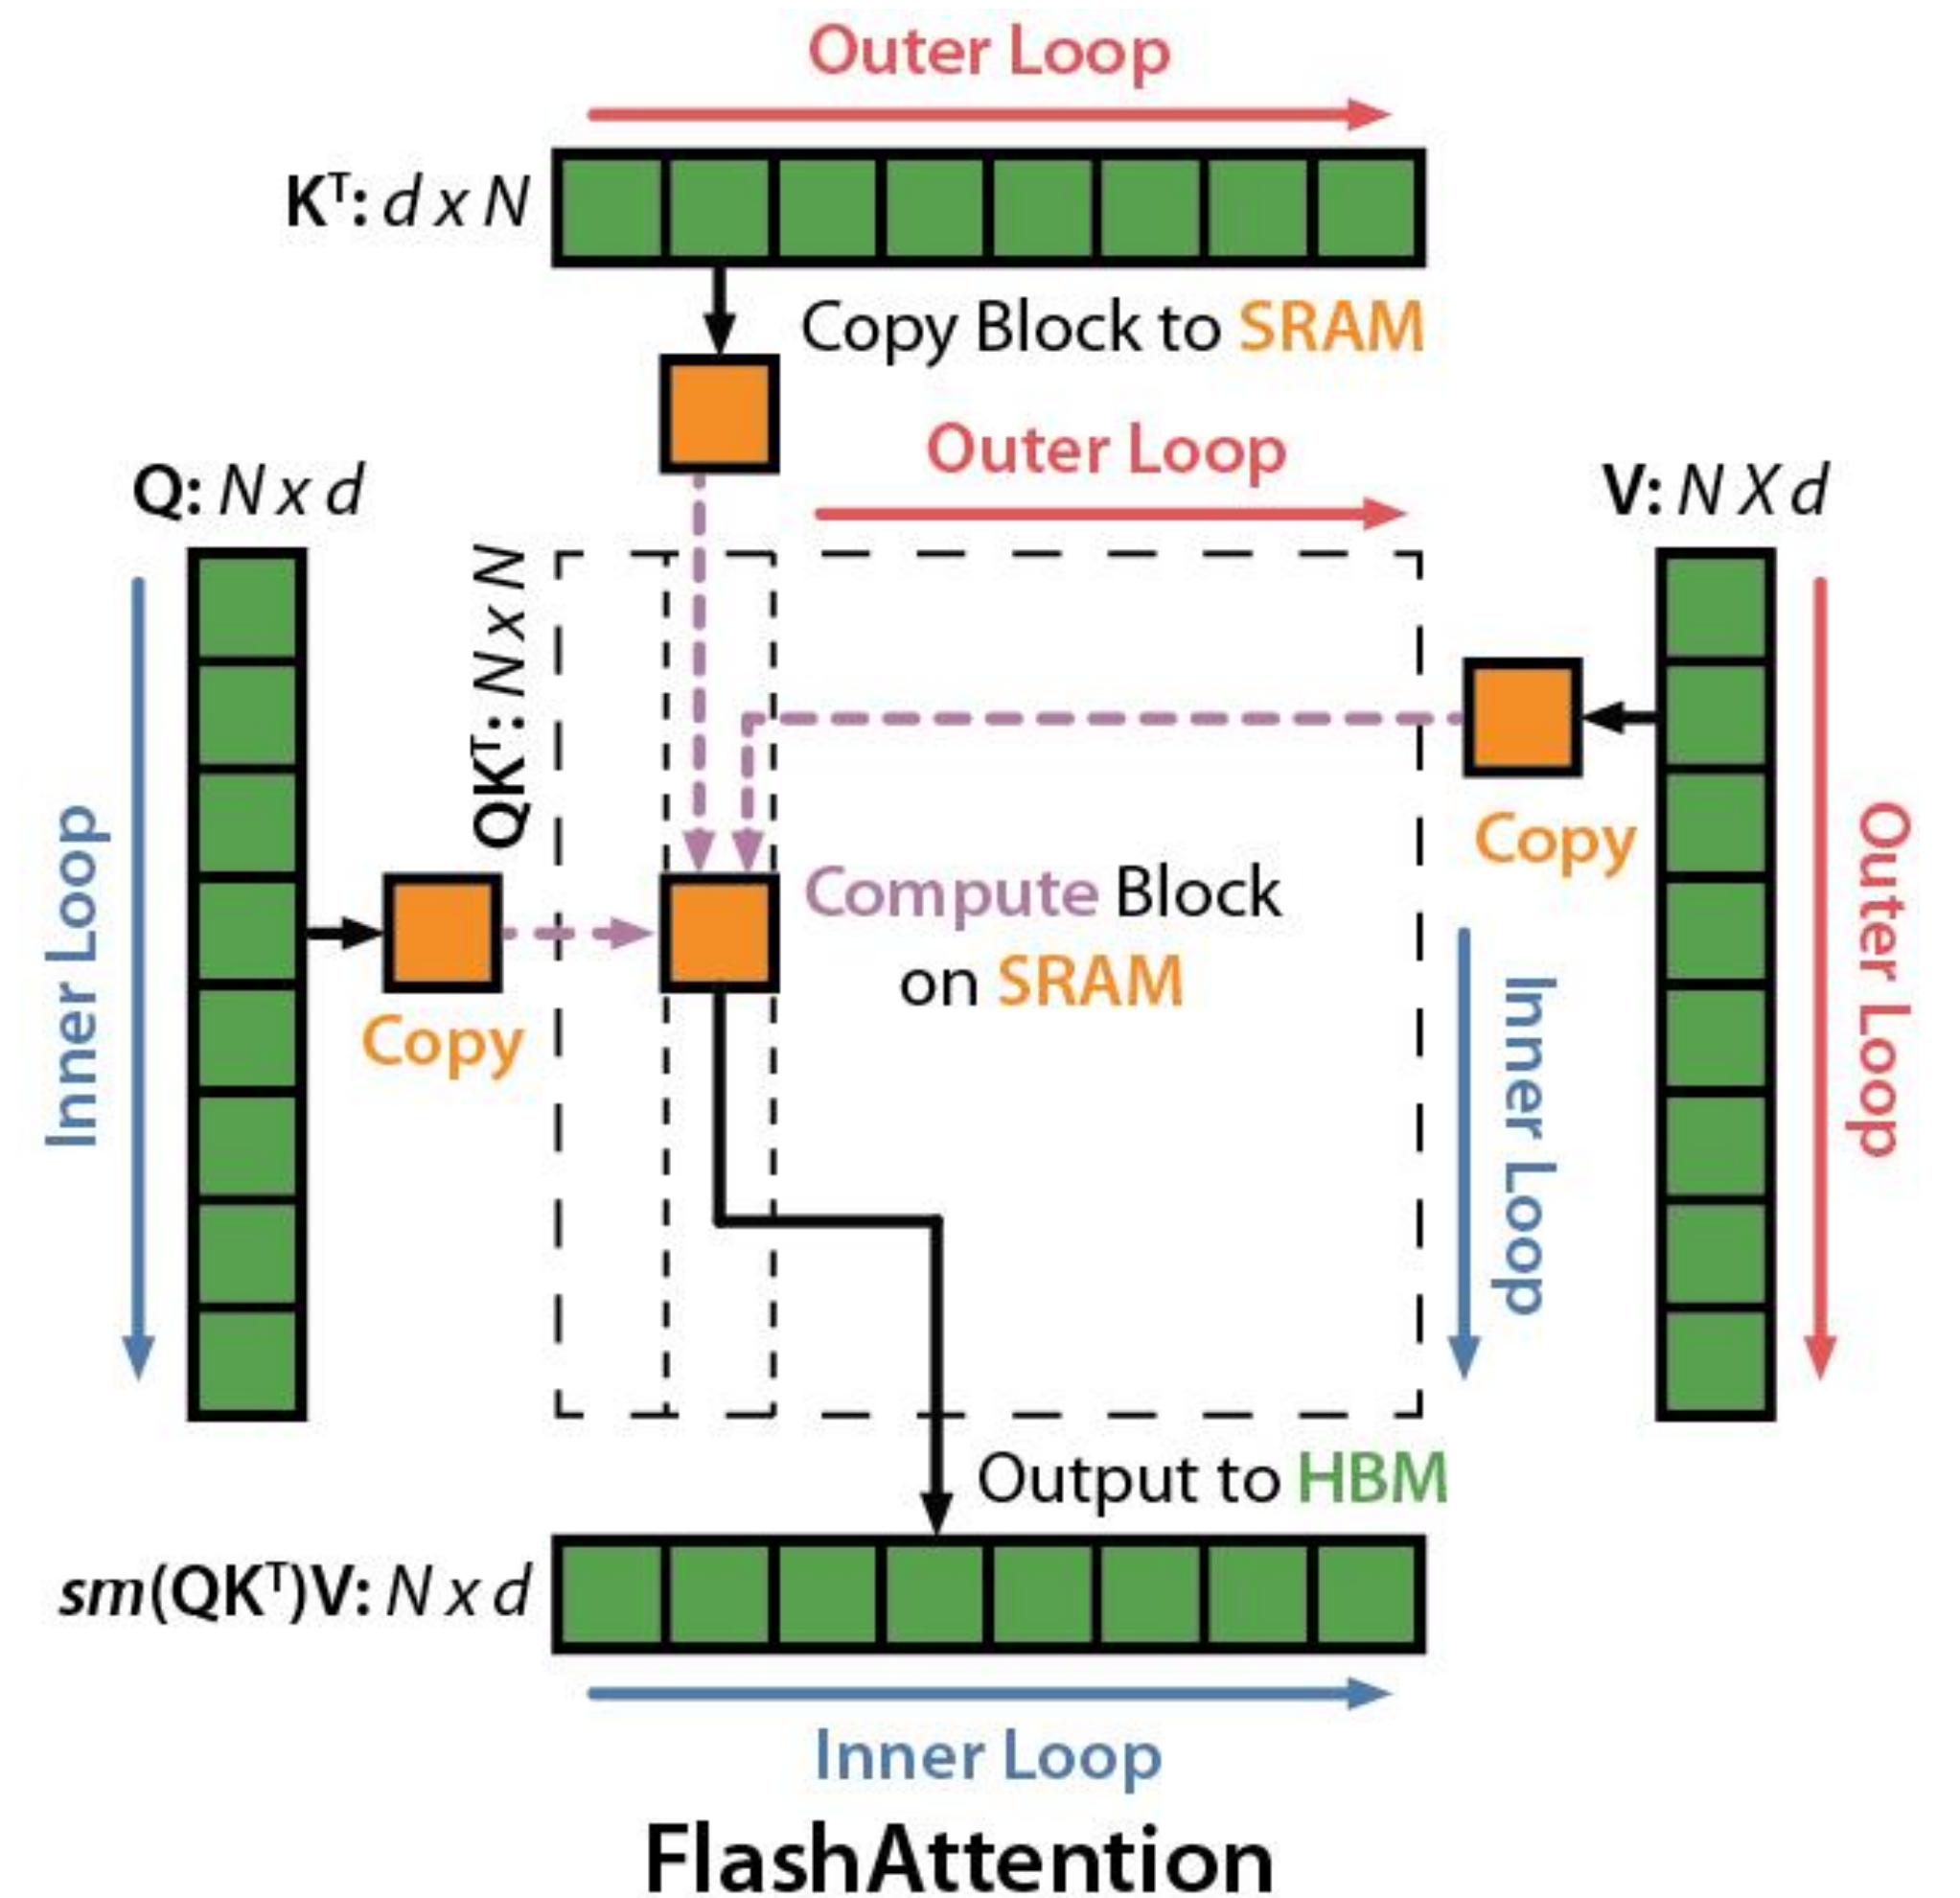 Outer Loop
Kᵀ: d x N
Copy Block to SRAM
Outer Loop
Q: N x d
V: N X d
QKᵀ: N x N
Inner Loop
Copy
Compute Block
on SRAM
Copy
Inner Loop
Outer Loop
Output to HBM
sm(QKᵀ)V: N x d
Inner Loop
FlashAttention